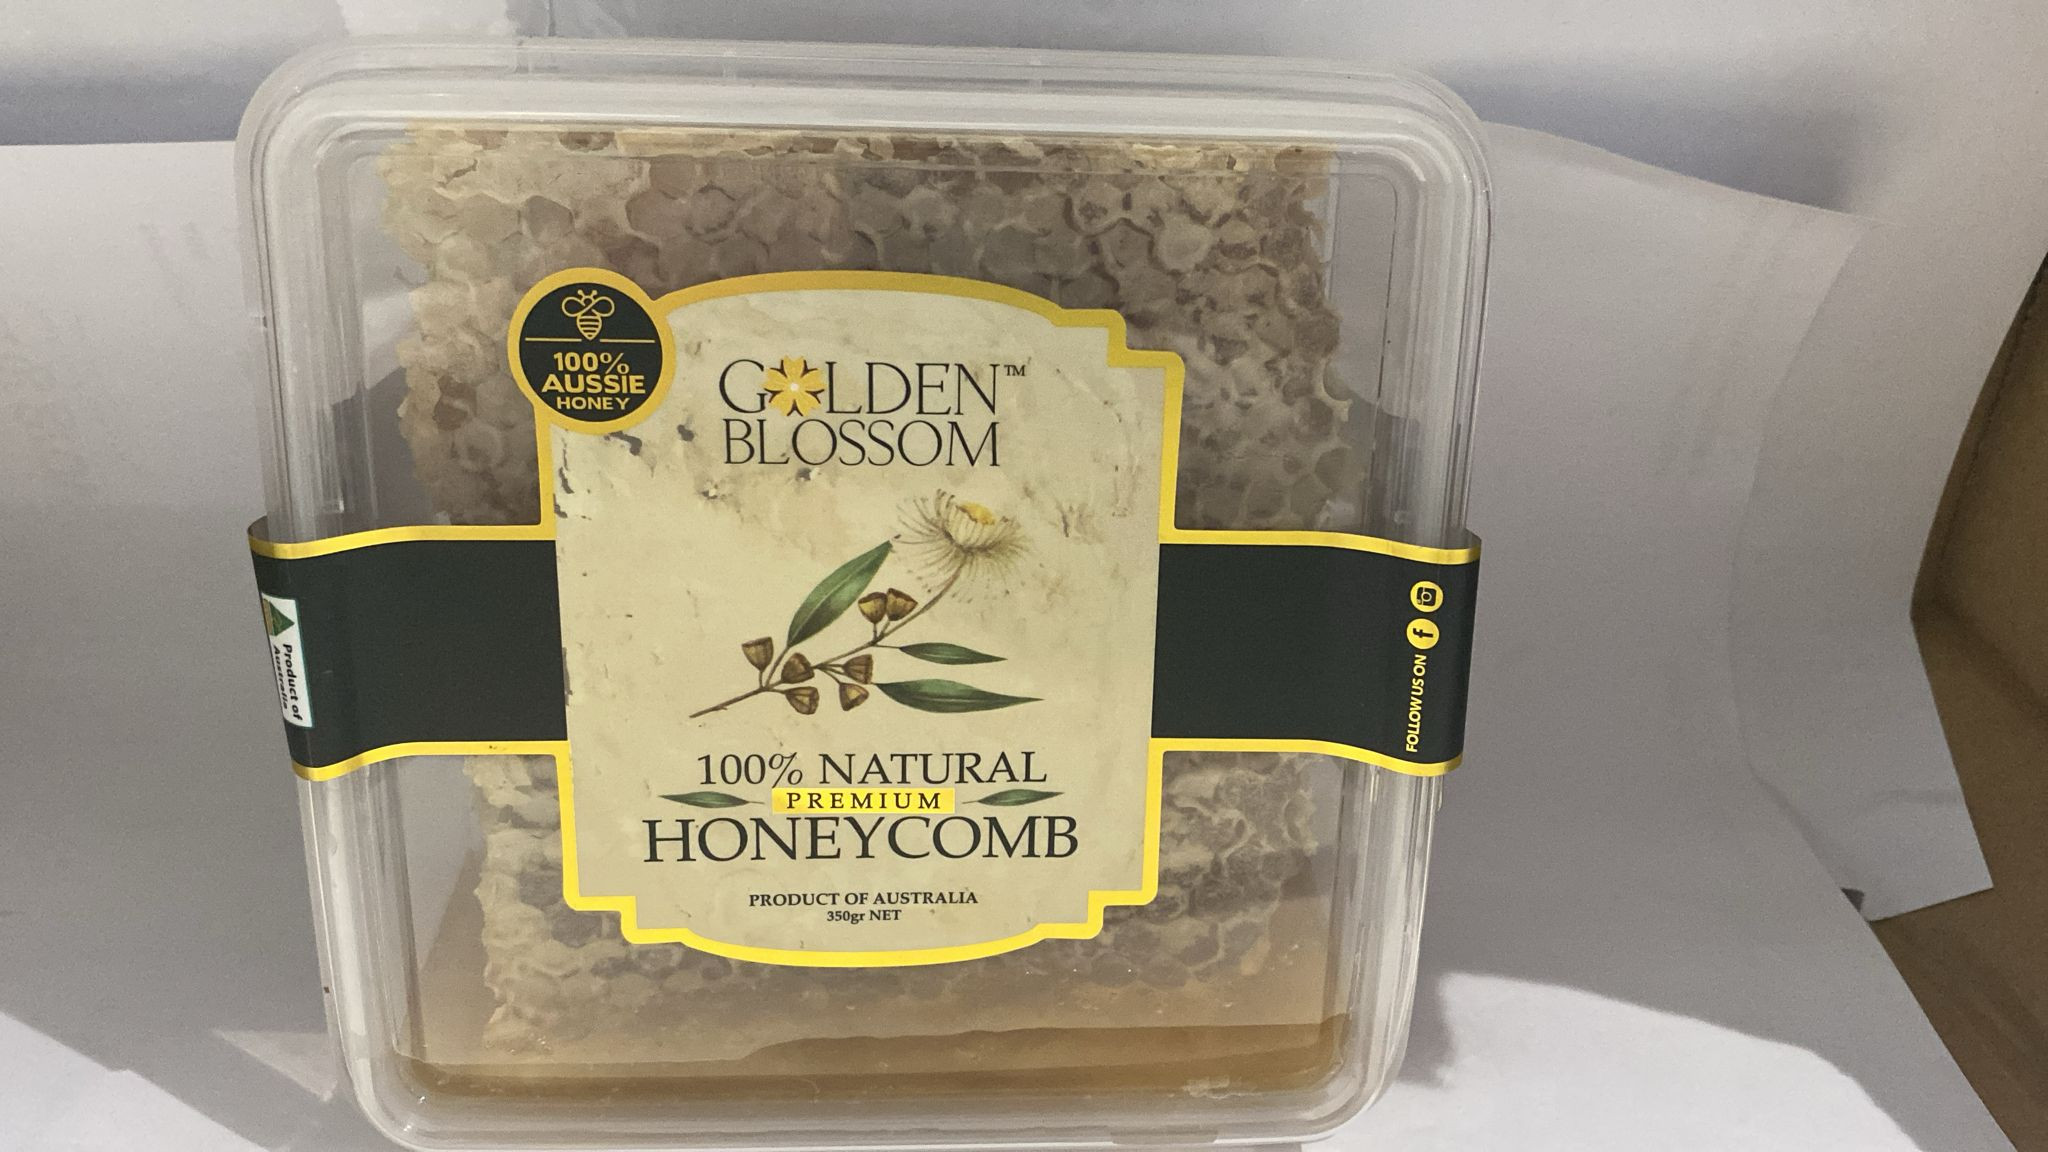 100%
AUSSIE
HONEY
GOLDEN™
BLOSSOM
100% NATURAL
PREMIUM
HONEYCOMB
PRODUCT OF AUSTRALIA
350gr NET
Product of
Australia
FOLLOW US ON